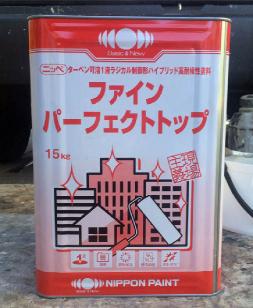 Basic & New
ニッペ ターペン可溶1液ラジカル制御形ハイブリッド高耐候性塗料
ファイン
パーフェクトトップ
15kg
NIPPON PAINT